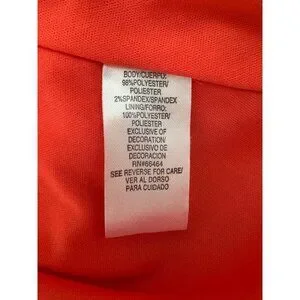 BODY/CUERPO:
98%POLYESTER/
POLIESTER
2%SPANDEX/SPANDEX
LINING/FORRO:
100%POLYESTER/
POLIESTER
EXCLUSIVE OF
DECORATION/
EXCLUSIVO DE
DECORACION
RN#66464
SEE REVERSE FOR CARE/
VER AL DORSO
PARA CUIDADO